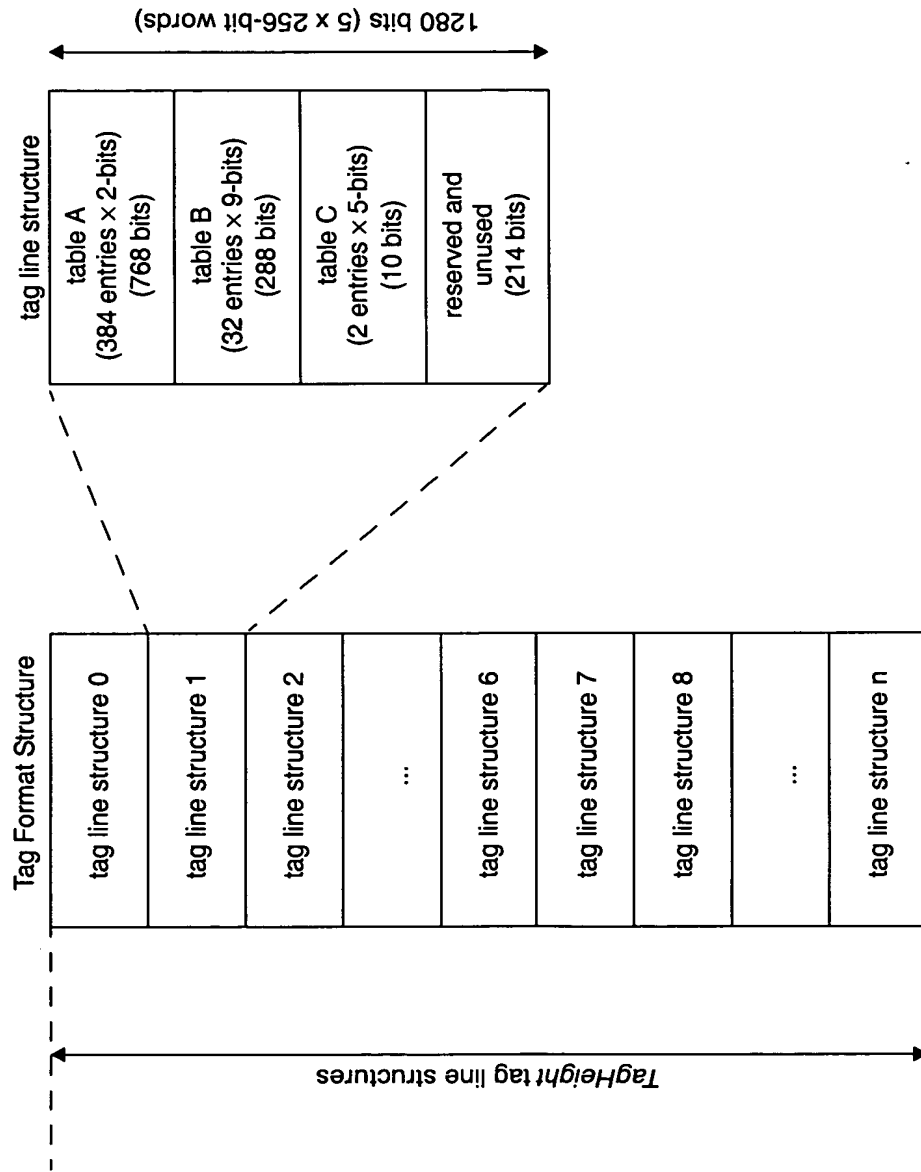 Tag Format Structure
tag line structure 0
tag line structure 1
tag line structure 2
...
tag line structure 6
tag line structure 7
tag line structure 8
...
tag line structure n
TagHeight tag line structures
tag line structure
table A
(384 entries × 2-bits)
(768 bits)
table B
(32 entries × 9-bits)
(288 bits)
table C
(2 entries × 5-bits)
(10 bits)
reserved and
unused
(214 bits)
1280 bits (5 x 256-bit words)